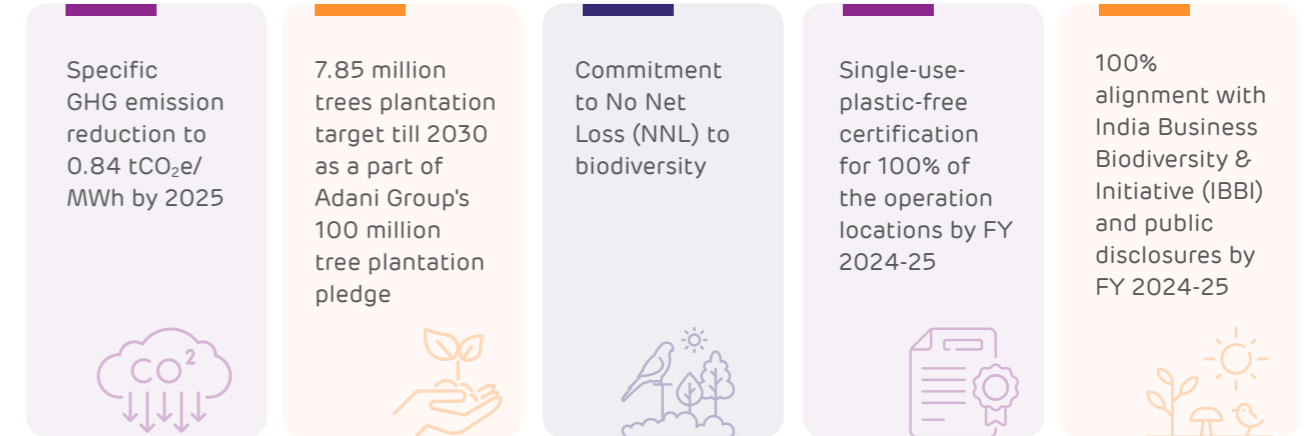 Specific
GHG emission
reduction to
0.84 tCO₂e/
MWh by 2025
7.85 million
trees plantation
target till 2030
as a part of
Adani Group's
100 million
tree plantation
pledge
Commitment
to No Net
Loss (NNL) to
biodiversity
Single-use-
plastic-free
certification
for 100% of
the operation
locations by FY
2024-25
100%
alignment with
India Business
Biodiversity &
Initiative (IBBI)
and public
disclosures by
FY 2024-25
CO²